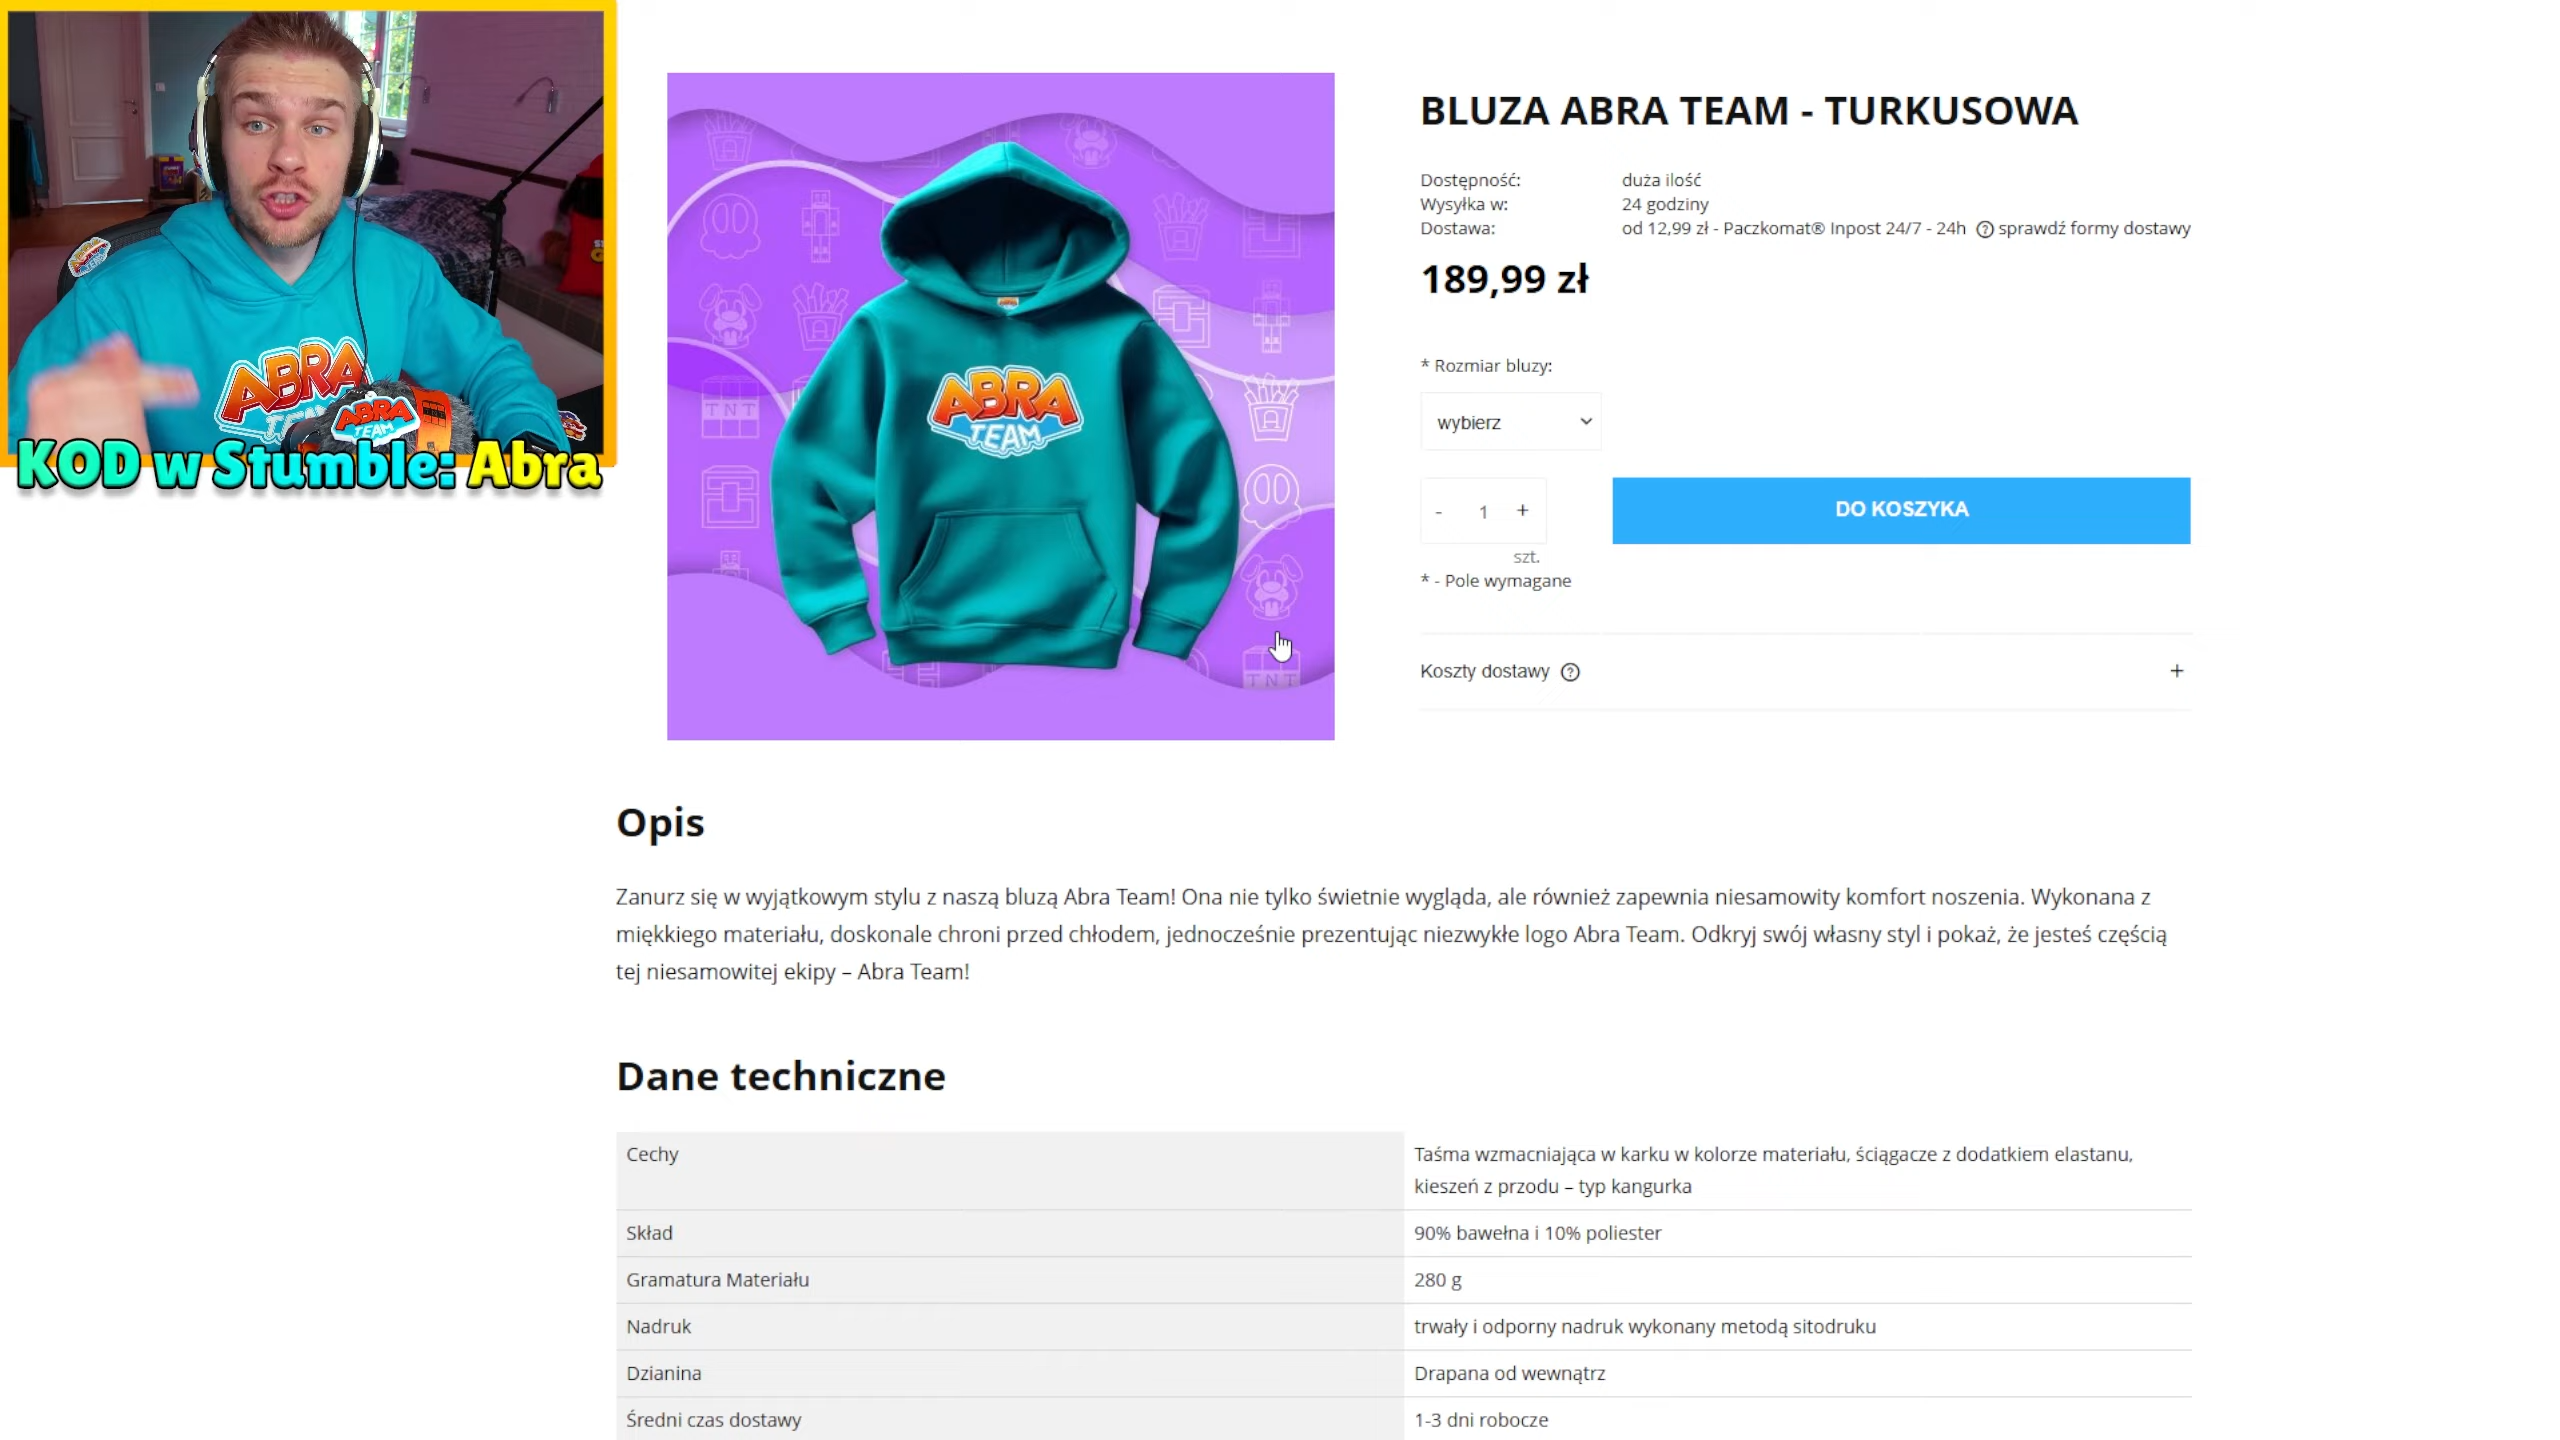 ABRA
TEAM
ABRA
TEAM
KOD w Stumble: Abra
TNT
ABRA
TEAM
A
A
TNT
BLUZA ABRA TEAM - TURKUSOWA
Dostępność: duża ilość
Wysyłka w: 24 godziny
Dostawa: od 12,99 zł - Paczkomat® Inpost 24/7 - 24h ? sprawdź formy dostawy
189,99 zł
* Rozmiar bluzy:
wybierz
- 1 +
DO KOSZYKA
szt.
* - Pole wymagane
Koszty dostawy ? +
Opis
Zanurz się w wyjątkowym stylu z naszą bluzą Abra Team! Ona nie tylko świetnie wygląda, ale również zapewnia niesamowity komfort noszenia. Wykonana z
miękkiego materiału, doskonale chroni przed chłodem, jednocześnie prezentując niezwykłe logo Abra Team. Odkryj swój własny styl i pokaż, że jesteś częścią
tej niesamowitej ekipy – Abra Team!
Dane techniczne
Cechy
Taśma wzmacniająca w karku w kolorze materiału, ściągacze z dodatkiem elastanu,
kieszeń z przodu – typ kangurka
Skład 90% bawełna i 10% poliester
Gramatura Materiału 280 g
Nadruk trwały i odporny nadruk wykonany metodą sitodruku
Dzianina Drapana od wewnątrz
Średni czas dostawy 1-3 dni robocze